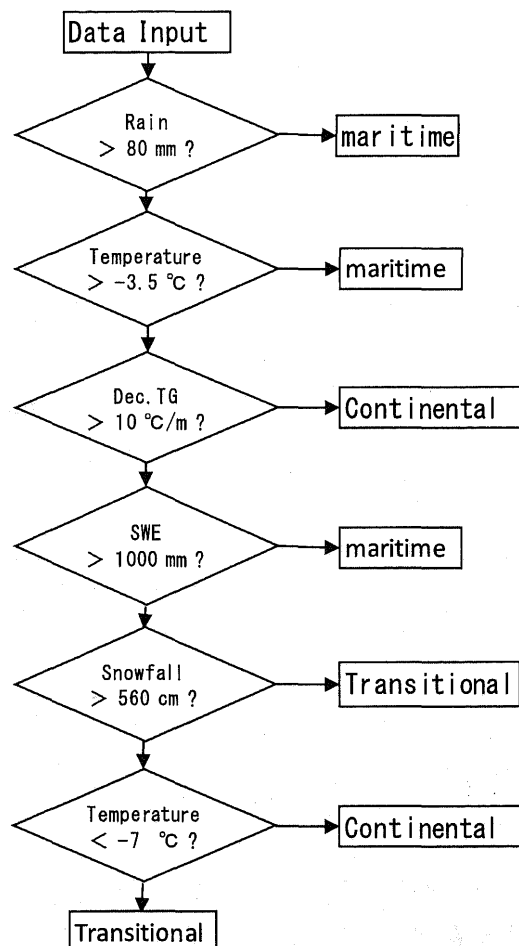 Data Input
Rain
> 80 mm ?
maritime
Temperature
> -3.5 ℃ ?
maritime
Dec. TG
> 10 ℃/m ?
Continental
SWE
> 1000 mm ?
maritime
Snowfall
> 560 cm ?
Transitional
Temperature
< -7 ℃ ?
Continental
Transitional